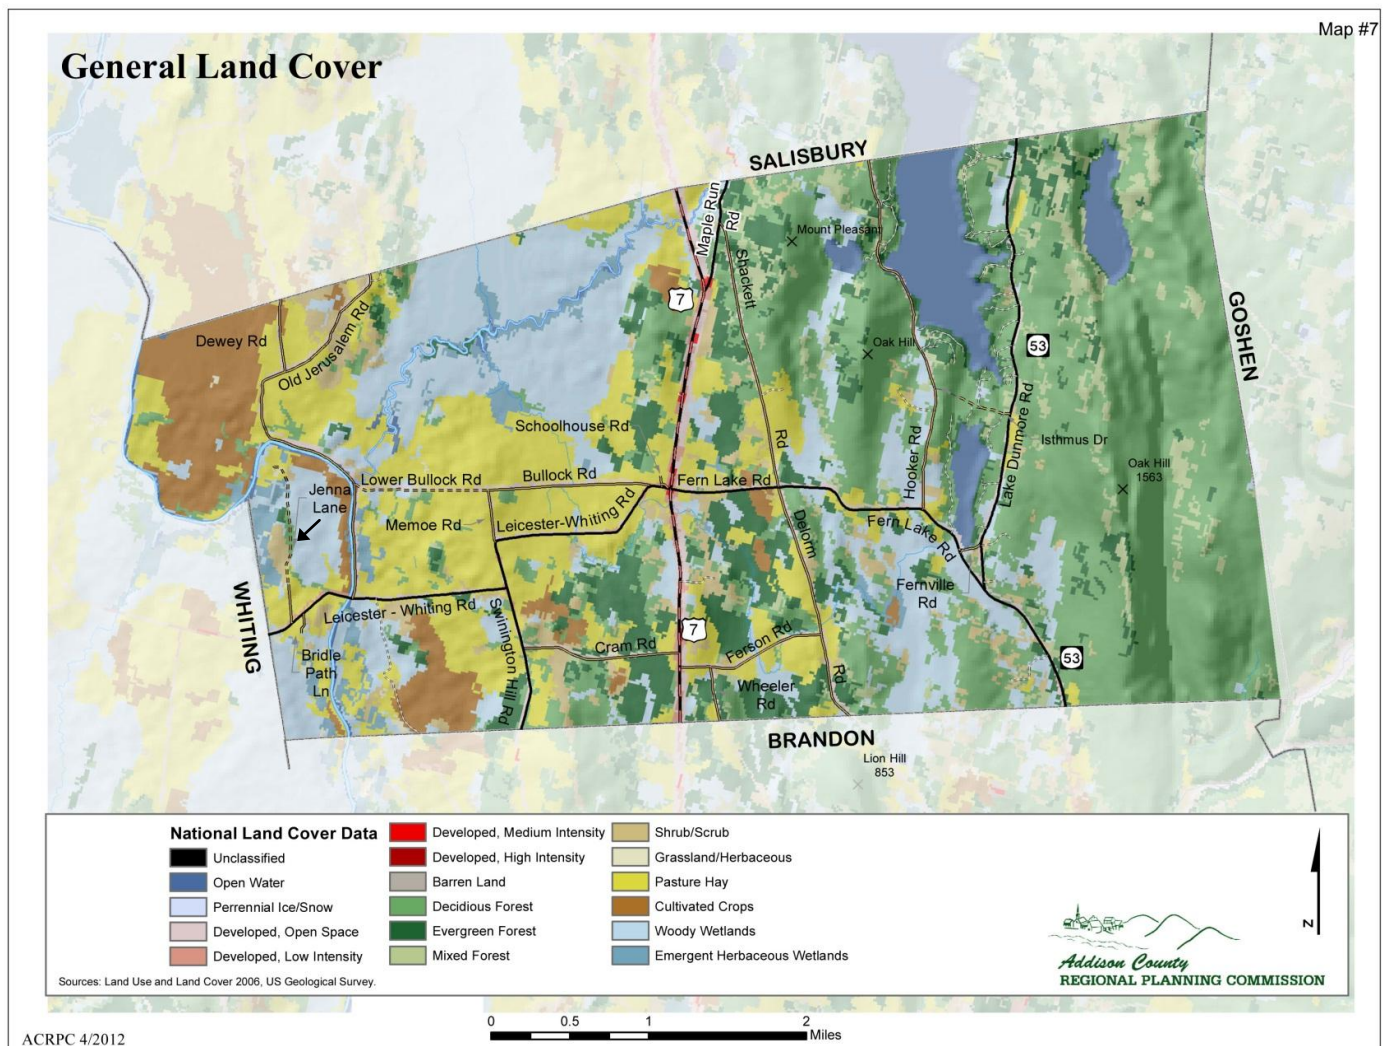 Map #7
General Land Cover
SALISBURY
Maple Run
Rd
Mount Pleasant
Shackett
7
GOSHEN
Dewey Rd
Old Jerusalem Rd
Oak Hill
53
Schoolhouse Rd
Rd
Hooker Rd
Lake Dunmore Rd
Isthmus Dr
Oak Hill
1563
Lower Bullock Rd
Bullock Rd
Fern Lake Rd
Jenna
Lane
Memoe Rd
Leicester-Whiting Rd
Delorm
Fern Lake Rd
Fernville
Rd
WHITING
Leicester - Whiting Rd
Swinington Hill Rd
7
Cram Rd
Ferson Rd
53
Bridle
Path
Ln
Wheeler
Rd
Rd
BRANDON
Lion Hill
853
National Land Cover Data
Unclassified
Open Water
Perrennial Ice/Snow
Developed, Open Space
Developed, Low Intensity
Developed, Medium Intensity
Developed, High Intensity
Barren Land
Decidious Forest
Evergreen Forest
Mixed Forest
Shrub/Scrub
Grassland/Herbaceous
Pasture Hay
Cultivated Crops
Woody Wetlands
Emergent Herbaceous Wetlands
N
Addison County
REGIONAL PLANNING COMMISSION
Sources: Land Use and Land Cover 2006, US Geological Survey.
0 0.5 1 2
Miles
ACRPC 4/2012